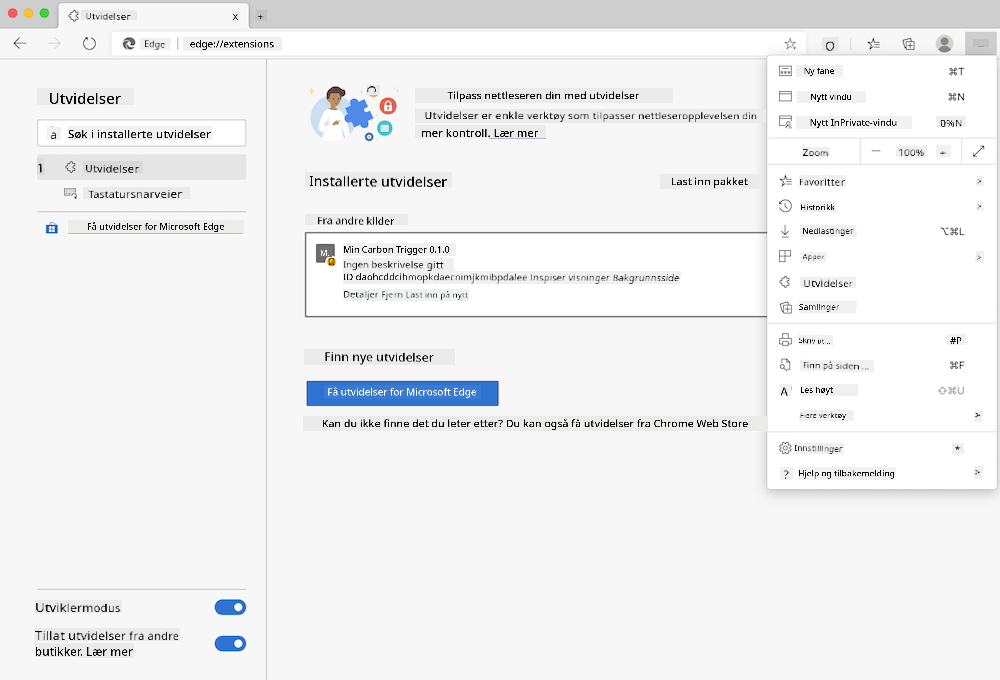 Utvidelser x +
Edge edge://extensions
Utvidelser
a Søk i installerte utvidelser
1 Utvidelser
Tastatursnarveier
Få utvidelser for Microsoft Edge
Utviklermodus
Tillat utvidelser fra andre
butikker. Lær mer
Tilpass nettleseren din med utvidelser
Utvidelser er enkle verktøy som tilpasser nettleseropplevelsen din
mer kontroll. Lær mer
Installerte utvidelser
Last inn pakket
Fra andre kilder
M..
Min Carbon Trigger 0.1.0
Ingen beskrivelse gitt
ID daohcddcihmopkdaecnimjkmibpdalee Inspiser visninger Bakgrunnsside
Detaljer Fjern Last inn på nytt
Finn nye utvidelser
Få utvidelser for Microsoft Edge
Kan du ikke finne det du leter etter? Du kan også få utvidelser fra Chrome Web Store
Ny fane ⌘T
Nytt vindu ⌘N
Nytt InPrivate-vindu 0%N
Zoom — 100% +
Favoritter >
Historikk >
Nedlastinger ⌥⌘L
Apper >
Utvidelser
Samlinger
Skriv ut... #P
Finn på siden ... ⌘F
Les høyt ⇧⌘U
Flere verktøy >
Innstillinger *
? Hjelp og tilbakemelding >